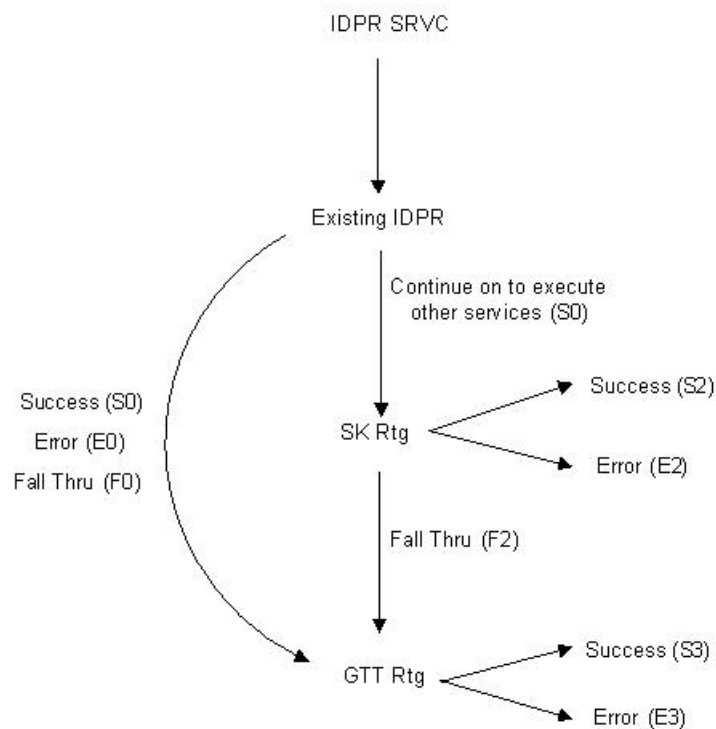 IDPR SRVC
Existing IDPR
Continue on to execute
other services (S0)
Success (S0)
Error (E0)
Fall Thru (F0)
Success (S2)
SK Rtg
Error (E2)
Fall Thru (F2)
Success (S3)
GTT Rtg
Error (E3)